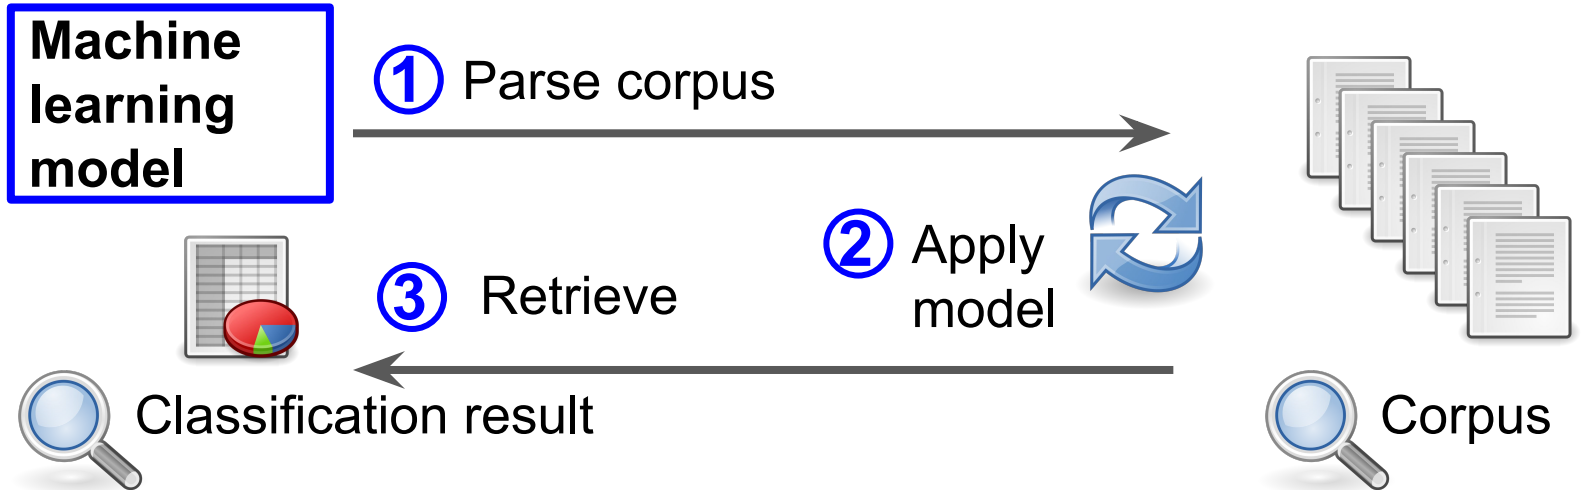 Machine
learning
model
1 Parse corpus
2 Apply
model
3 Retrieve
Classification result
Corpus